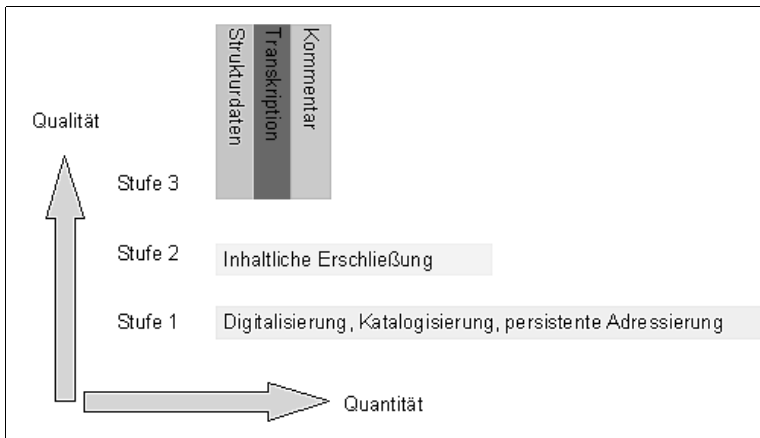 Strukturdaten
Transkription
Kommentar
Qualität
Stufe 3
Stufe 2
Inhaltliche Erschließung
Stufe 1
Digitalisierung, Katalogisierung, persistente Adressierung
Quantität